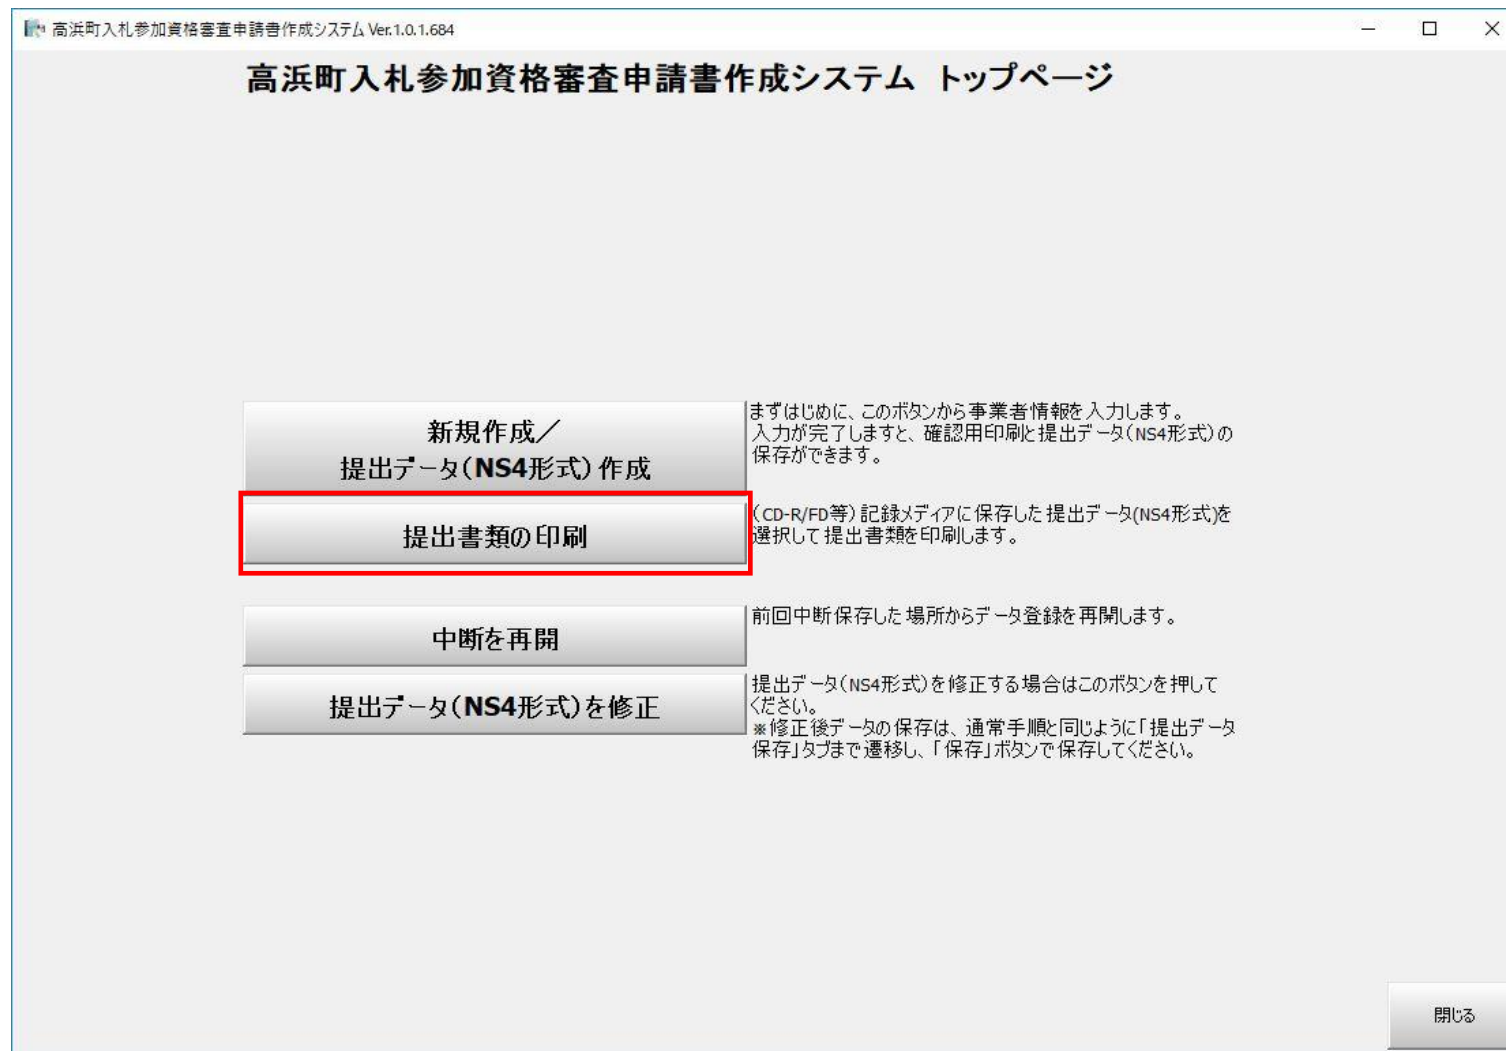 高浜町入札参加資格審査申請書作成システム Ver.1.0.1.684
高浜町入札参加資格審査申請書作成システム トップページ
新規作成／
提出データ(NS4形式)作成
まずはじめに、このボタンから事業者情報を入力します。
入力が完了しますと、確認用印刷と提出データ(NS4形式)の
保存ができます。
提出書類の印刷
(CD-R/FD等)記録メディアに保存した提出データ(NS4形式)を
選択して提出書類を印刷します。
中断を再開
前回中断保存した場所からデータ登録を再開します。
提出データ(NS4形式)を修正
提出データ(NS4形式)を修正する場合はこのボタンを押して
ください。
※修正後データの保存は、通常手順と同じように「提出データ
保存」タブまで遷移し、「保存」ボタンで保存してください。
閉じる